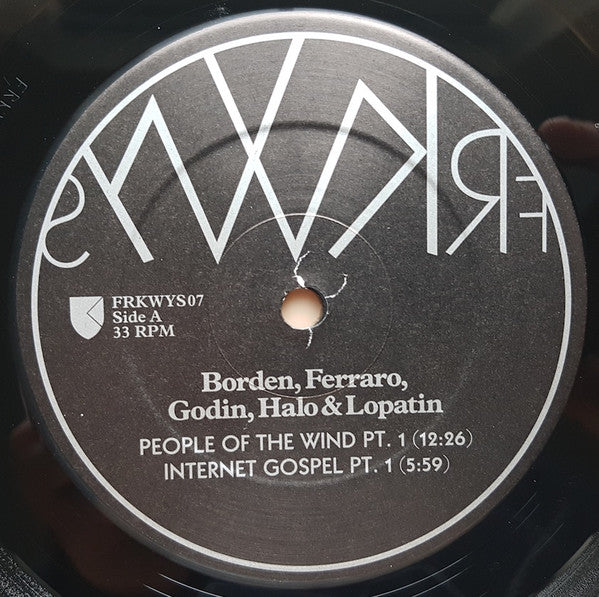 FRKWYS
FRKWYS07
Side A
33 RPM
Borden, Ferraro,
Godin, Halo & Lopatin
PEOPLE OF THE WIND PT. 1 (12:26)
INTERNET GOSPEL PT. 1 (5:59)